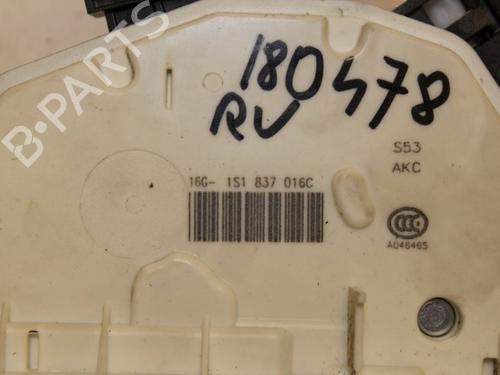 B-PARTS
180478
RV
S53
AKC
16G- 1S1 837 016C
CCC
A046465